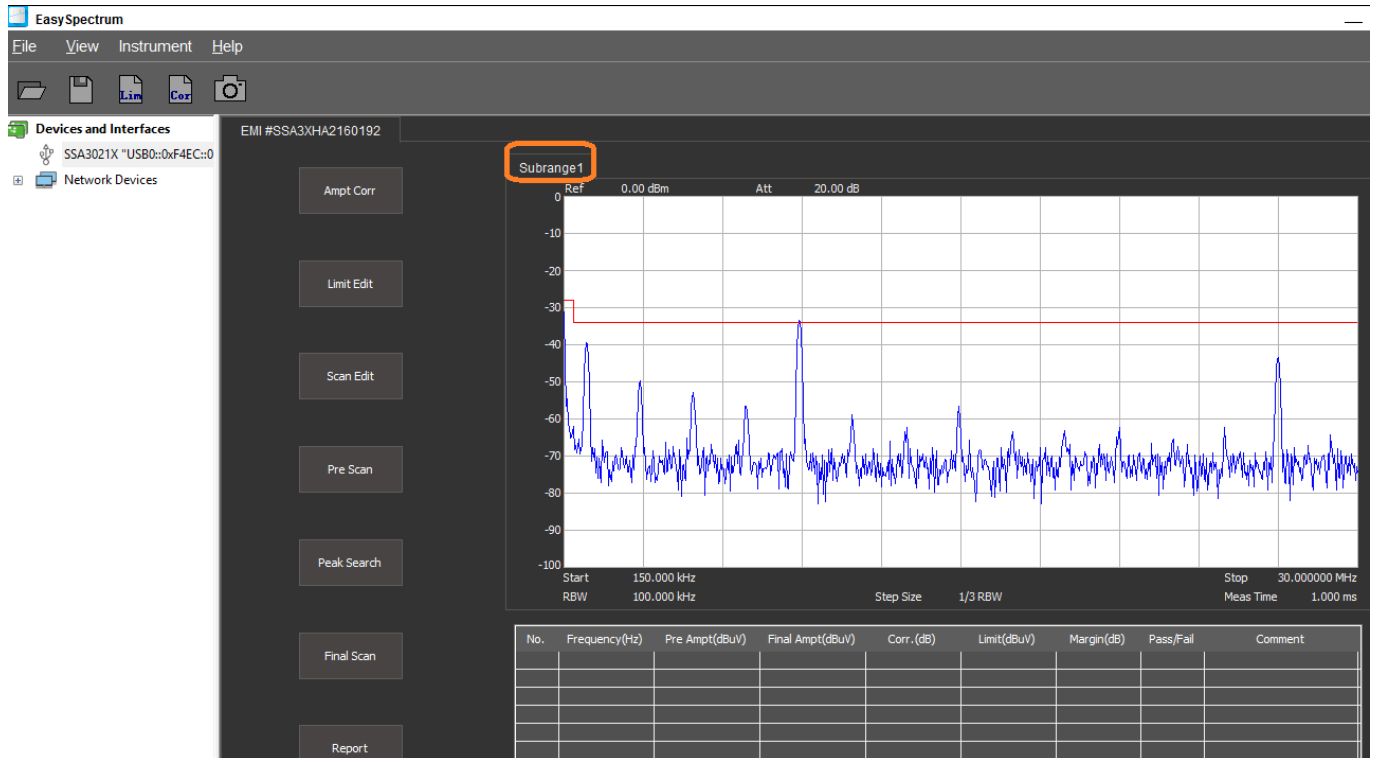 EasySpectrum
File View Instrument Help
Lim Cor
Devices and Interfaces
SSA3021X "USB0::0xF4EC::0
Network Devices
EMI #SSA3XHA2160192
Ampt Corr
Limit Edit
Scan Edit
Pre Scan
Peak Search
Final Scan
Report
Subrange1
Ref 0.00 dBm Att 20.00 dB
0
-10
-20
-30
-40
-50
-60
-70
-80
-90
-100
Start 150.000 kHz Stop 30.000000 MHz
RBW 100.000 kHz Step Size 1/3 RBW Meas Time 1.000 ms
No. Frequency(Hz) Pre Ampt(dBuV) Final Ampt(dBuV) Corr.(dB) Limit(dBuV) Margin(dB) Pass/Fail Comment